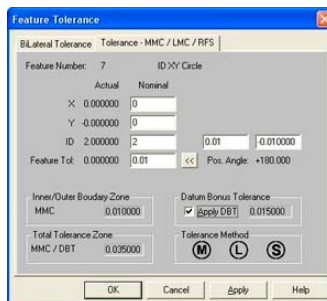 Feature Tolerance
BiLateral Tolerance Tolerance - MMC / LMC / RFS
Feature Number: 7 ID XY Circle
Actual Nominal
X 0.000000 0
Y -0.000000 0
ID 2.000000 2 0.01 -0.010000
Feature Tol: 0.000000 0.01 << Pos. Angle: +180.000
Inner/Outer Boudary Zone
MMC 0.010000
Datum Bonus Tolerance
Apply DBT 0.015000
Total Tolerance Zone
MMC / DBT 0.035000
Tolerance Method
M L S
OK Cancel Apply Help